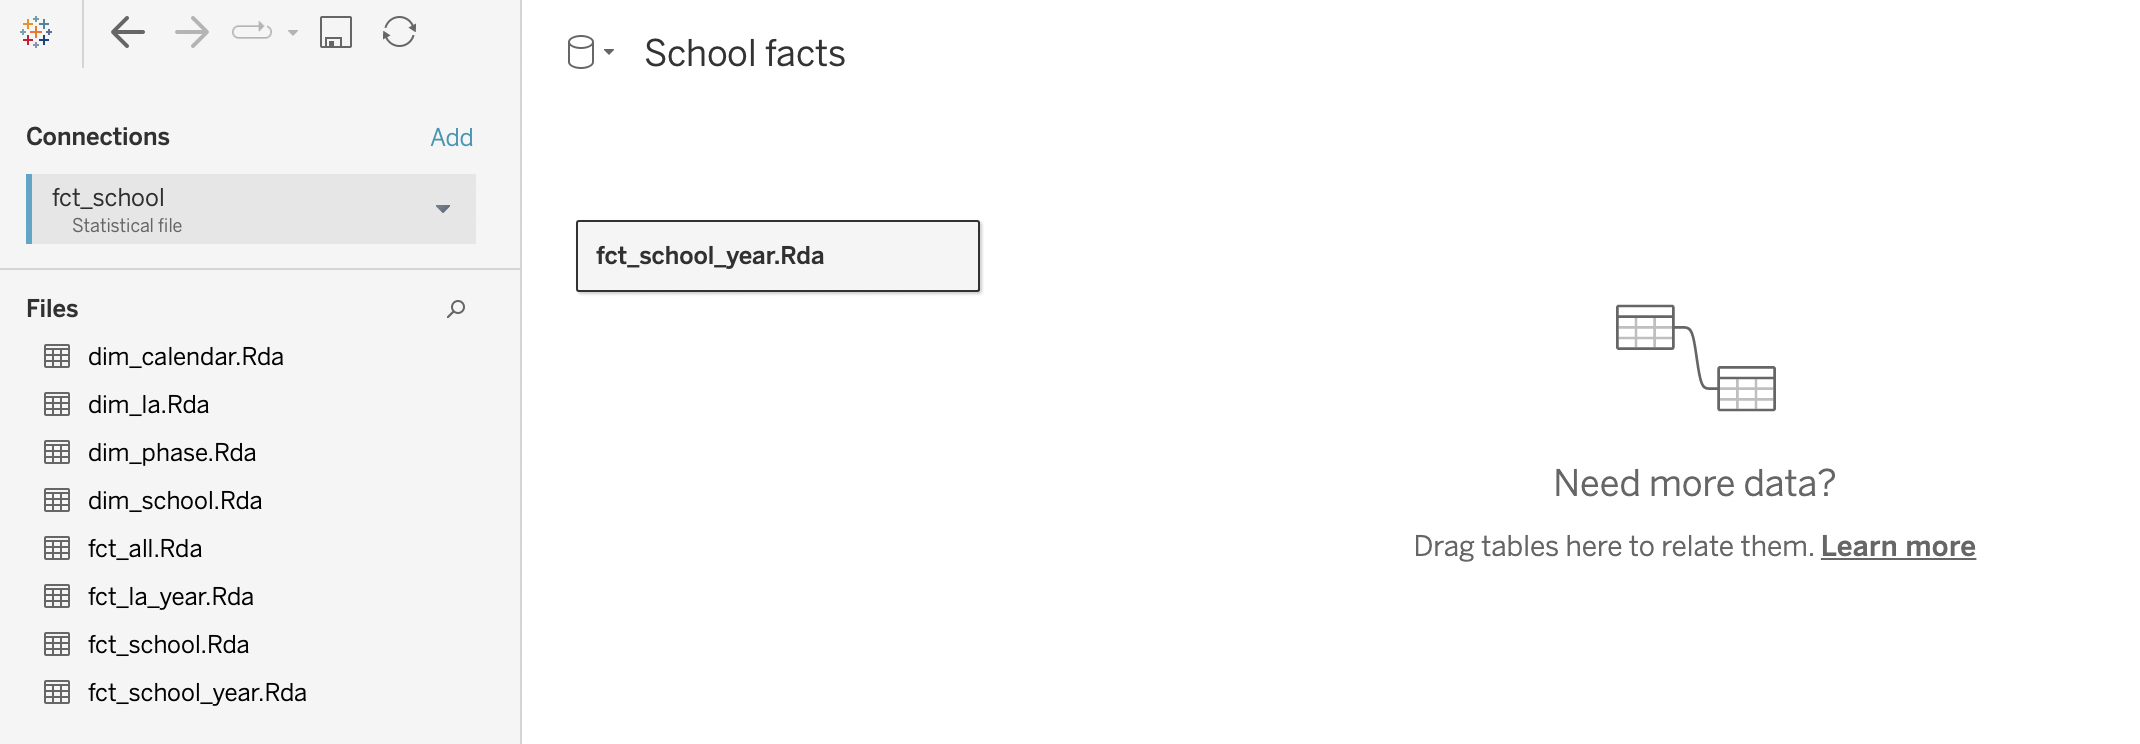 School facts
Connections
Add
fct_school
Statistical file
fct_school_year.Rda
Files
dim_calendar.Rda
dim_la.Rda
dim_phase.Rda
dim_school.Rda
fct_all.Rda
fct_la_year.Rda
fct_school.Rda
fct_school_year.Rda
Need more data?
Drag tables here to relate them. Learn more